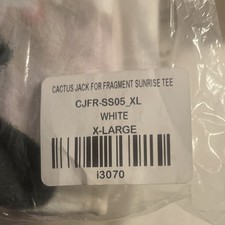 CACTUS JACK FOR FRAGMENT SUNRISE TEE
CJFR-SS05_XL
WHITE
X-LARGE
i3070